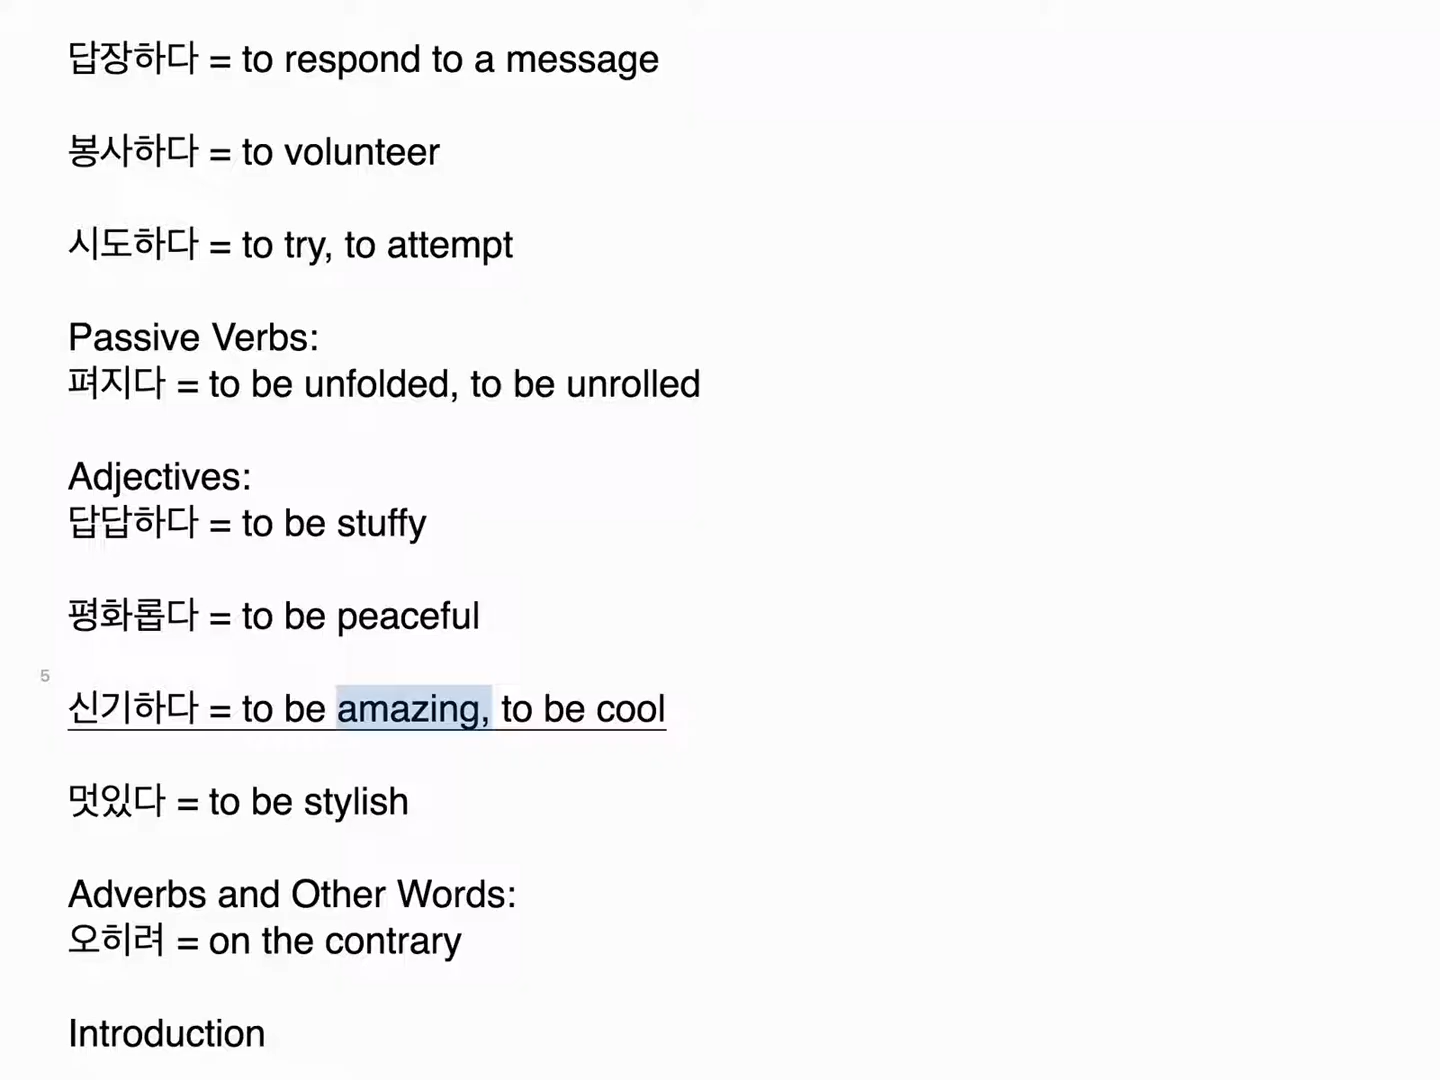 답장하다 = to respond to a message
봉사하다 = to volunteer
시도하다 = to try, to attempt
Passive Verbs:
펴지다 = to be unfolded, to be unrolled
Adjectives:
답답하다 = to be stuffy
평화롭다 = to be peaceful
5
신기하다 = to be amazing, to be cool
멋있다 = to be stylish
Adverbs and Other Words:
오히려 = on the contrary
Introduction